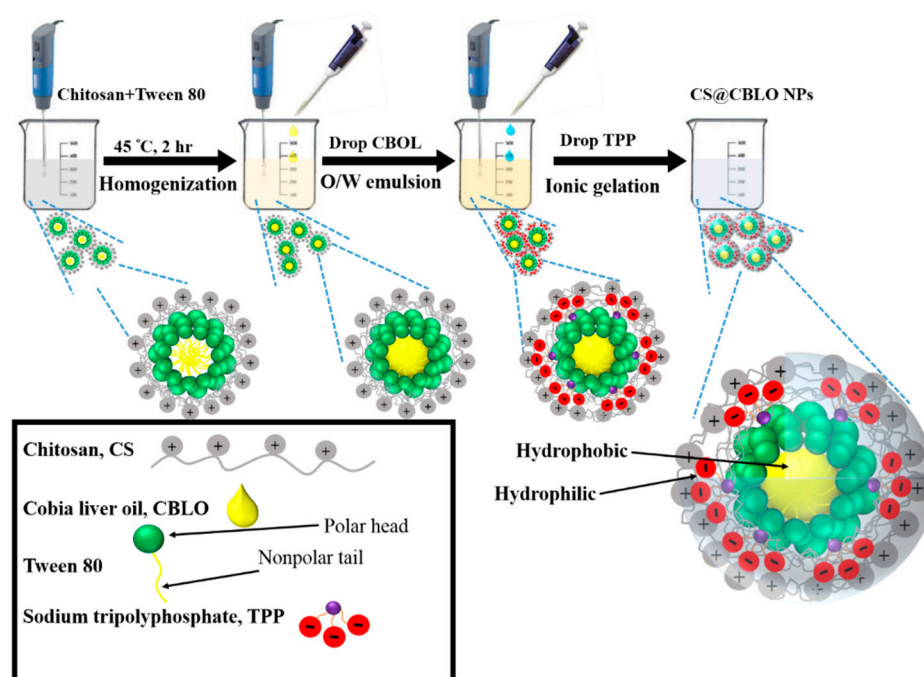 Chitosan+Tween 80
CS@CBLO NPs
45 °C, 2 hr
Homogenization
Drop CBOL
O/W emulsion
Drop TPP
Ionic gelation
Hydrophobic
Hydrophilic
Chitosan, CS
Cobia liver oil, CBLO
Polar head
Tween 80
Nonpolar tail
Sodium tripolyphosphate, TPP